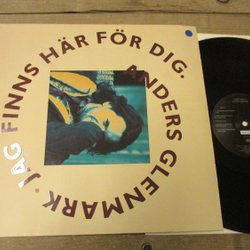 JAG FINNS HÄR FÖR DIG.
ANDERS GLENMARK.